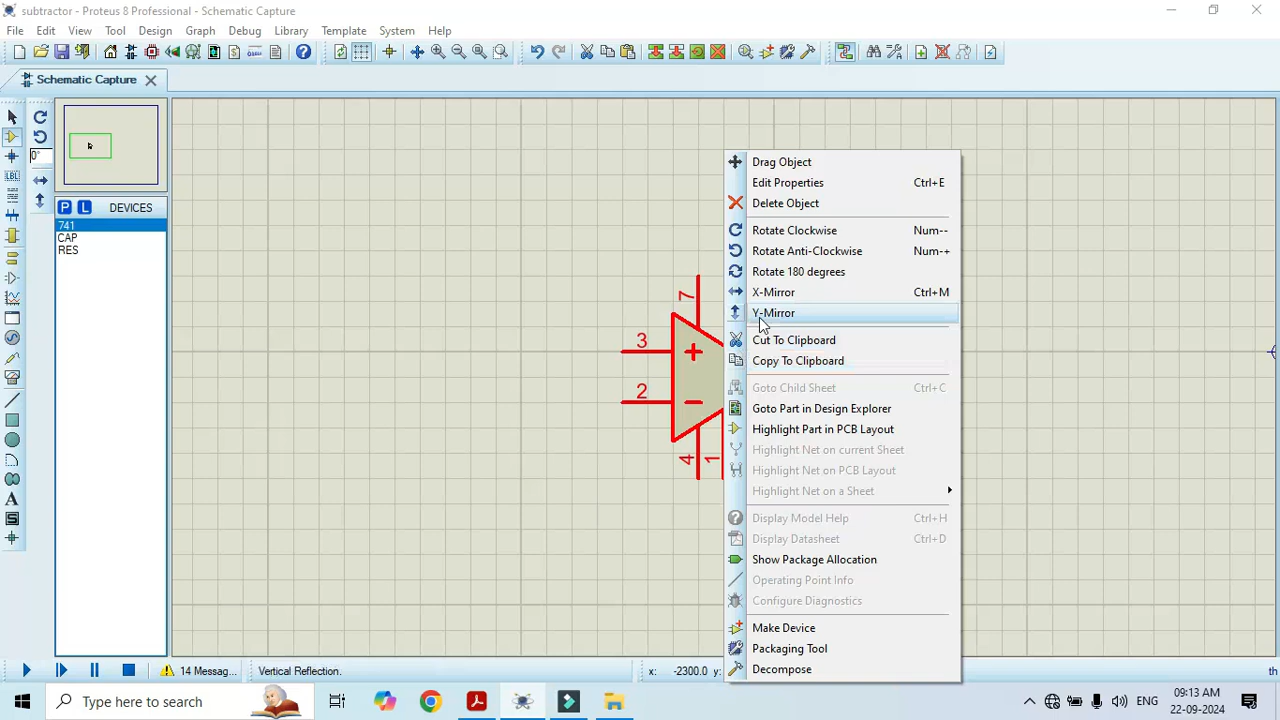 subtractor - Proteus 8 Professional - Schematic Capture
File Edit View Tool Design Graph Debug Library Template System Help
Schematic Capture
0°
P L DEVICES
741
CAP
RES
LBL
A
S
7
3
+
2
−
4
1
Drag Object
Edit Properties Ctrl+E
Delete Object
Rotate Clockwise Num--
Rotate Anti-Clockwise Num-+
Rotate 180 degrees
X-Mirror Ctrl+M
Y-Mirror
Cut To Clipboard
Copy To Clipboard
Goto Child Sheet Ctrl+C
Goto Part in Design Explorer
Highlight Part in PCB Layout
Highlight Net on current Sheet
Highlight Net on PCB Layout
Highlight Net on a Sheet
Display Model Help Ctrl+H
Display Datasheet Ctrl+D
Show Package Allocation
Operating Point Info
Configure Diagnostics
Make Device
Packaging Tool
Decompose
14 Messag... Vertical Reflection. x: -2300.0 y: th
Type here to search
ENG
09:13 AM
22-09-2024